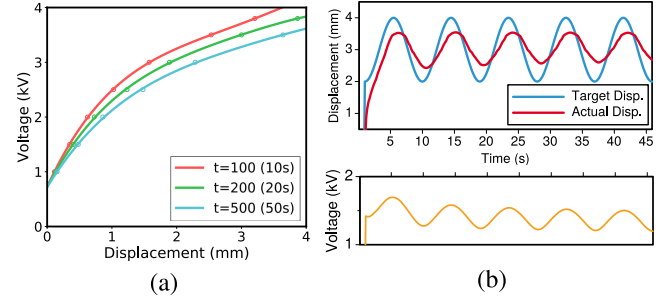 (a)
Voltage (kV)
4
3
2
1
0
t=100 (10s)
t=200 (20s)
t=500 (50s)
0 1 2 3 4
Displacement (mm)
(b)
Displacement (mm)
4
3
2
1
Target Disp.
Actual Disp.
5 10 15 20 25 30 35 40 45
Time (s)
Voltage (kV)
2
1
(a)
(b)